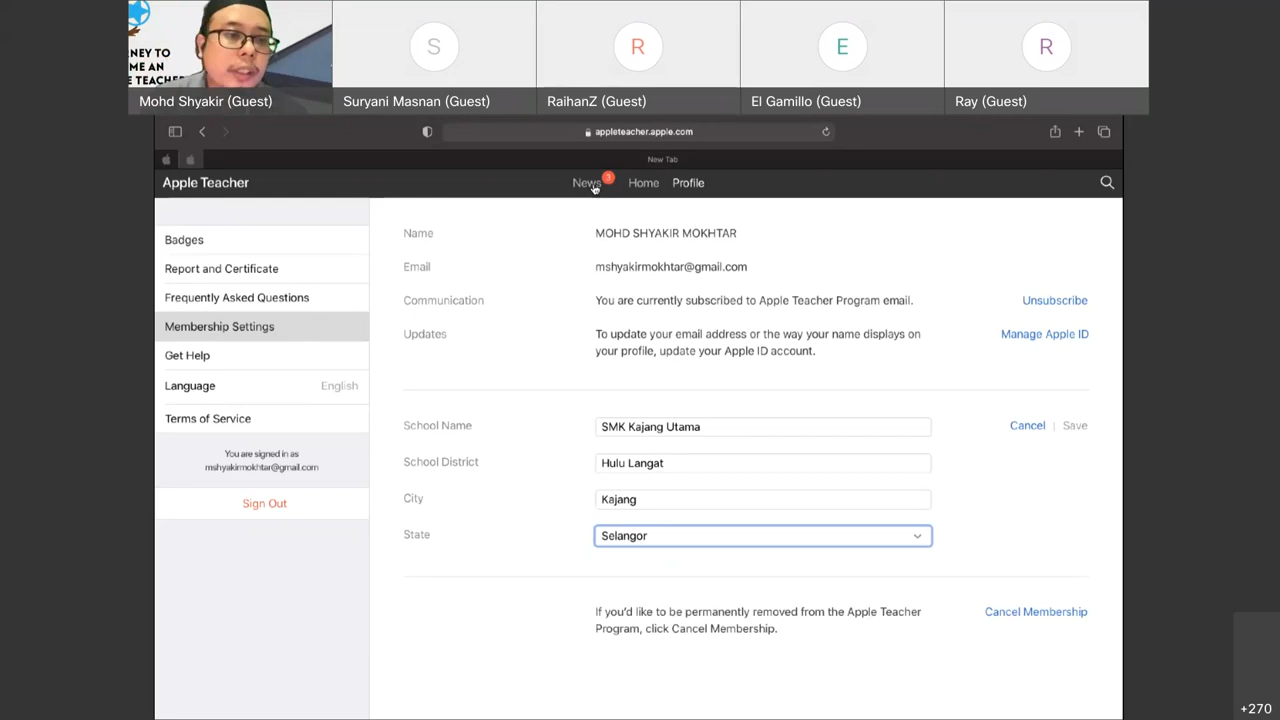 NEY TO
ME AN
E TEACHER
Mohd Shyakir (Guest)
S
Suryani Masnan (Guest)
R
RaihanZ (Guest)
E
El Gamillo (Guest)
R
Ray (Guest)
appleteacher.apple.com
New Tab
Apple Teacher
News
3
Home
Profile
Badges
Report and Certificate
Frequently Asked Questions
Membership Settings
Get Help
Language English
Terms of Service
You are signed in as
mshyakirmokhtar@gmail.com
Sign Out
Name MOHD SHYAKIR MOKHTAR
Email mshyakirmokhtar@gmail.com
Communication You are currently subscribed to Apple Teacher Program email. Unsubscribe
Updates To update your email address or the way your name displays on Manage Apple ID
your profile, update your Apple ID account.
School Name SMK Kajang Utama Cancel | Save
School District Hulu Langat
City Kajang
State Selangor
If you'd like to be permanently removed from the Apple Teacher Cancel Membership
Program, click Cancel Membership.
+270